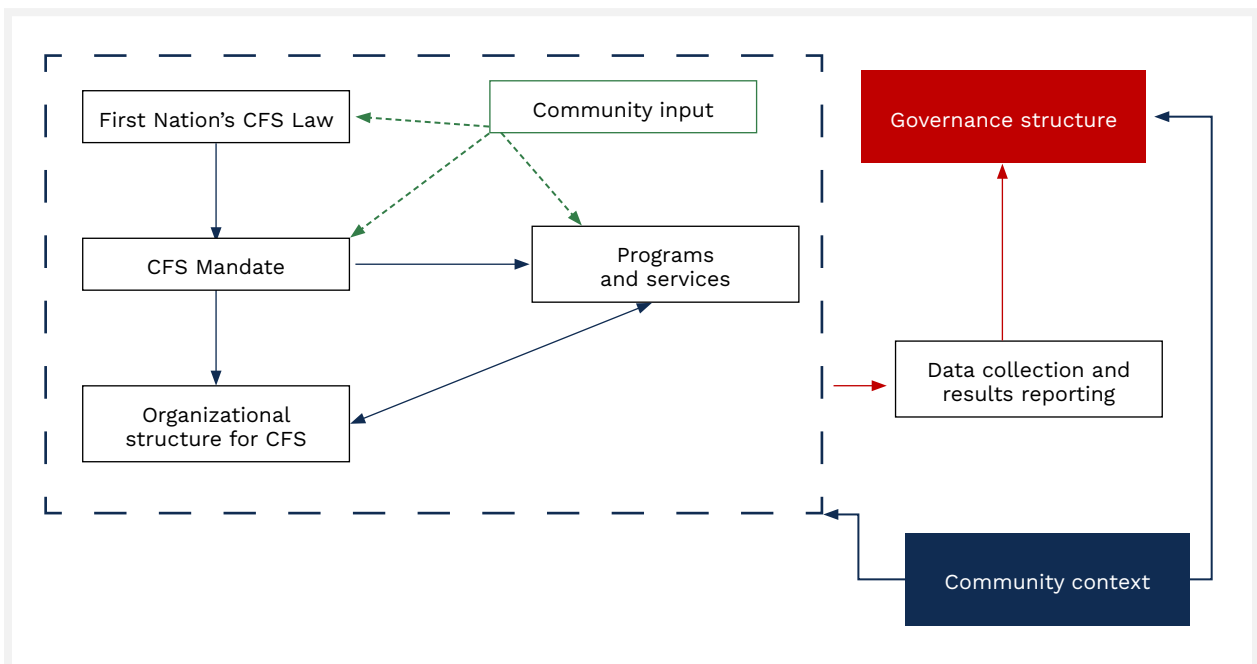 Community input
First Nation’s CFS Law
Governance structure
CFS Mandate
Programs
and services
Data collection and
results reporting
Organizational
structure for CFS
Community context